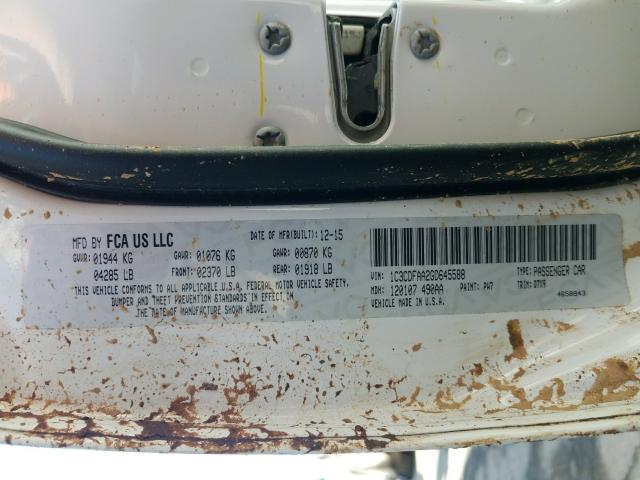 MFD BY FCA US LLC
DATE OF MFR(BUILT): 12-15
GVWR: 01944 KG GAWR: 01076 KG GAWR: 00870 KG
04285 LB FRONT: 02370 LB REAR: 01918 LB
THIS VEHICLE CONFORMS TO ALL APPLICABLE U.S.A. FEDERAL MOTOR VEHICLE SAFETY,
BUMPER AND THEFT PREVENTION STANDARDS IN EFFECT ON
THE DATE OF MANUFACTURE SHOWN ABOVE.
VIN: 1C3CDFAA2GD645588 TYPE: PASSENGER CAR
MDH: 120107 490AA PAINT: PW7 TRIM: DTX9
VEHICLE MADE IN U.S.A. 4658843